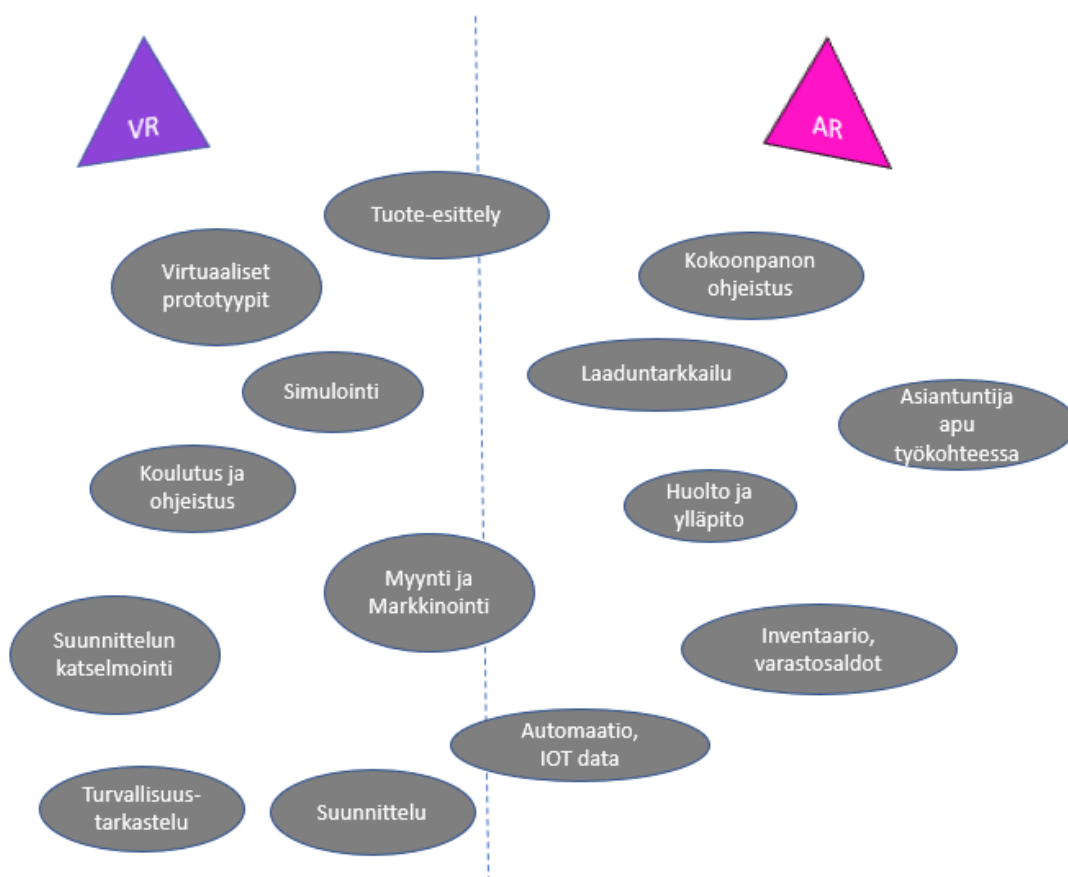 VR
AR
Tuote-esittely
Virtuaaliset
prototyypit
Kokoonpanon
ohjeistus
Simulointi
Laaduntarkkailu
Asiantuntija
apu
työkohteessa
Koulutus ja
ohjeistus
Huolto ja
ylläpito
Myynti ja
Markkinointi
Suunnittelun
katselmointi
Inventaario,
varastosaldot
Automaatio,
IOT data
Turvallisuus-
tarkastelu
Suunnittelu